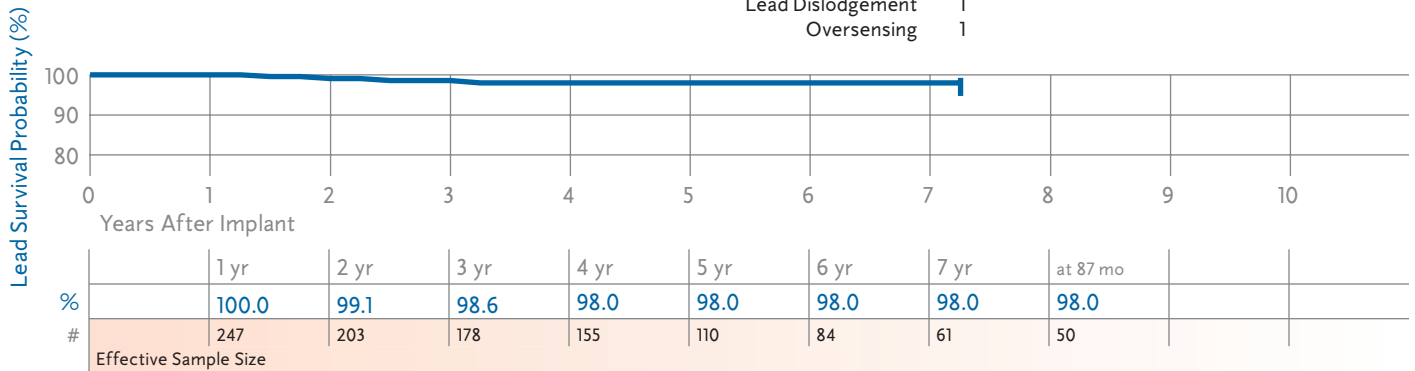 Lead Dislodgement 1
Oversensing 1
Lead Survival Probability (%)
100
90
80
0 1 2 3 4 5 6 7 8 9 10
Years After Implant
1 yr 2 yr 3 yr 4 yr 5 yr 6 yr 7 yr at 87 mo
% 100.0 99.1 98.6 98.0 98.0 98.0 98.0 98.0
# 247 203 178 155 110 84 61 50
Effective Sample Size